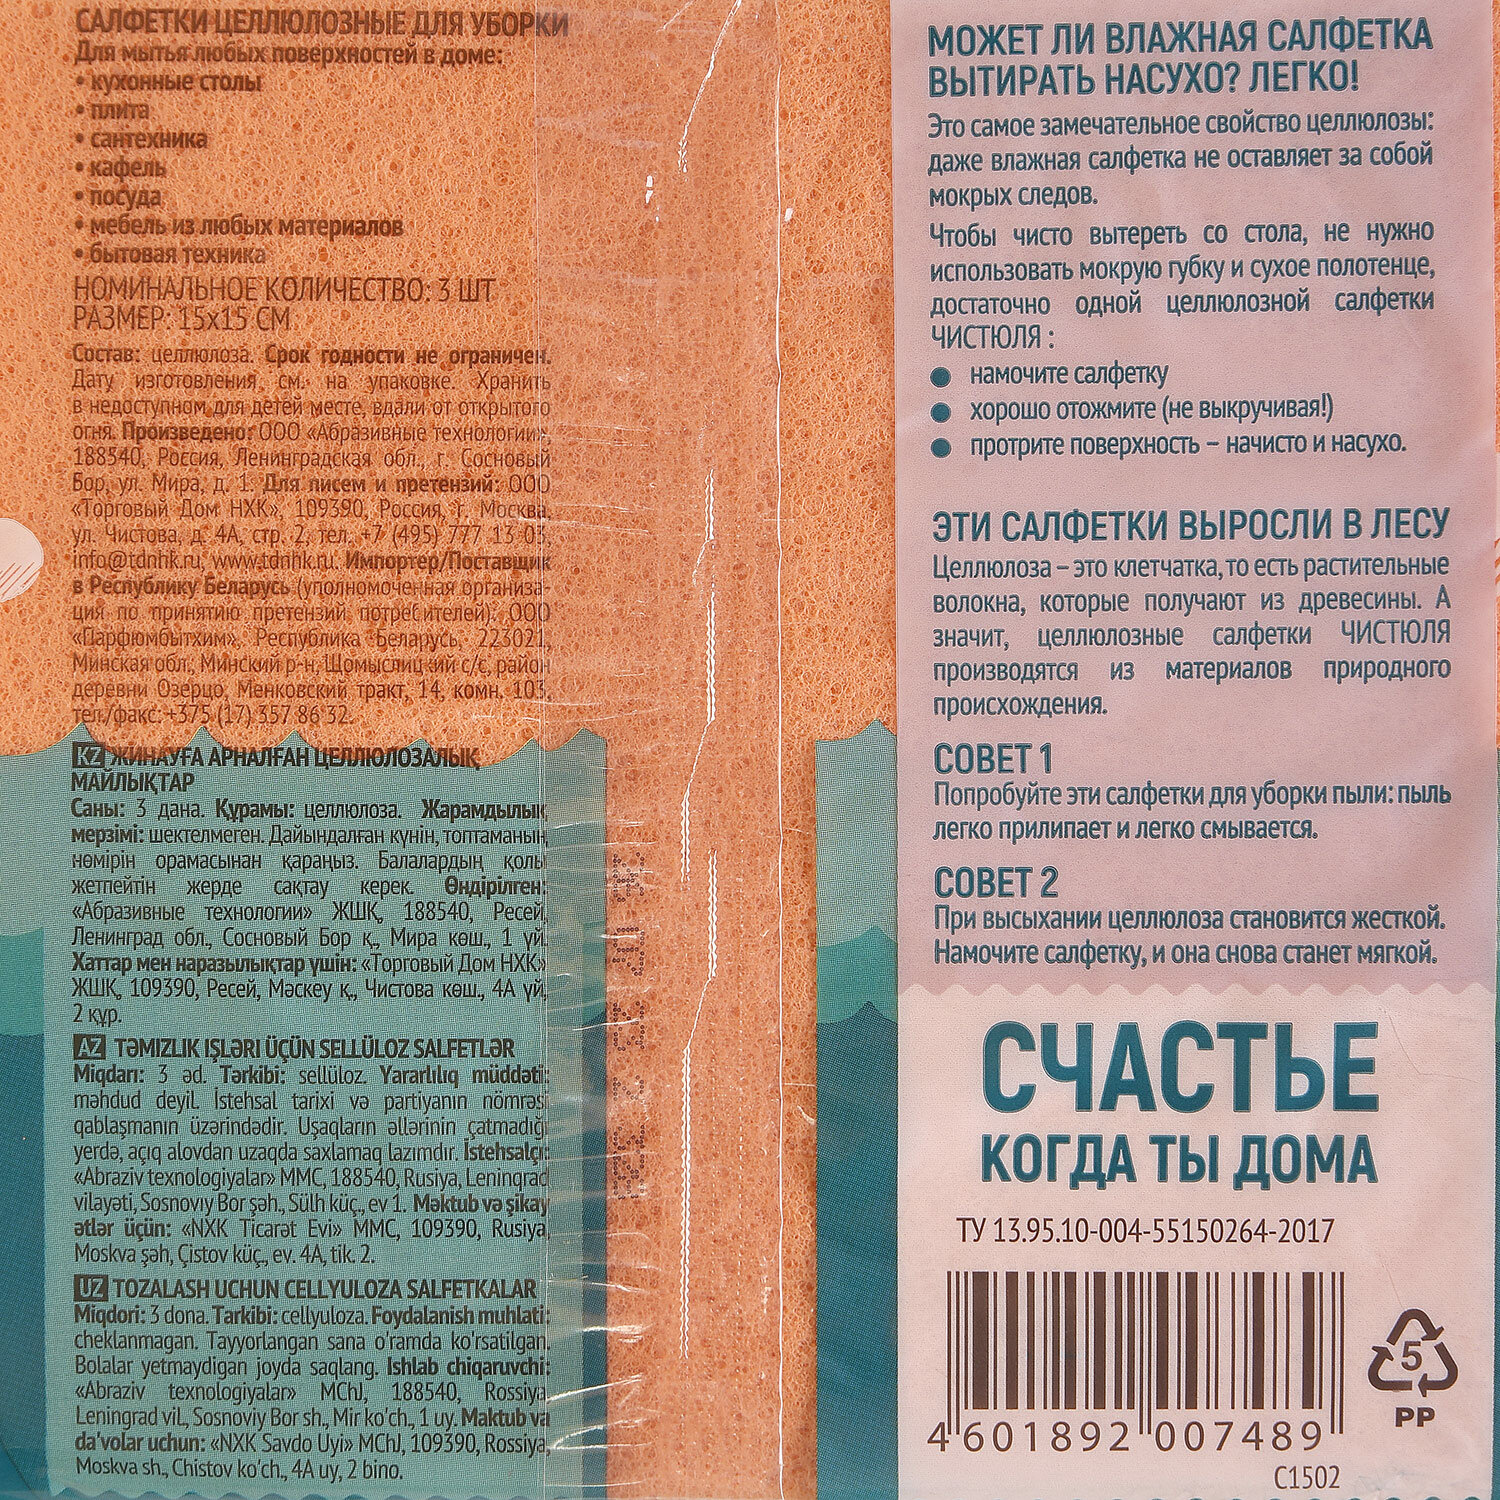 САЛФЕТКИ ЦЕЛЛЮЛОЗНЫЕ ДЛЯ УБОРКИ
Для мытья любых поверхностей в доме:
• кухонные столы
• плита
• сантехника
• кафель
• посуда
• мебель из любых материалов
• бытовая техника
НОМИНАЛЬНОЕ КОЛИЧЕСТВО: 3 ШТ
РАЗМЕР: 15х15 СМ
Состав: целлюлоза. Срок годности не ограничен.
Дату изготовления, см. на упаковке. Хранить
в недоступном для детей месте, вдали от открытого
огня. Произведено: ООО «Абразивные технологии»,
188540, Россия, Ленинградская обл., г. Сосновый
Бор, ул. Мира, д. 1. Для писем и претензий: ООО
«Торговый Дом НХК», 109390, Россия, г. Москва,
ул. Чистова, д. 4А, стр. 2, тел. +7 (495) 777 13 03,
info@tdnhk.ru, www.tdnhk.ru. Импортер/Поставщик
в Республику Беларусь (уполномоченная организа-
ция по принятию претензий потребителей): ООО
«Парфюмбытхим», Республика Беларусь, 223021,
Минская обл., Минский р-н, Щомыслицкий с/с, район
деревни Озерцо, Менковский тракт, 14, комн. 103,
тел./факс: +375 (17) 357 86 32.
KZ ЖИНАУҒА АРНАЛҒАН ЦЕЛЛЮЛОЗАЛЫҚ
МАЙЛЫҚТАР
Саны: 3 дана. Құрамы: целлюлоза. Жарамдылық
мерзімі: шектелмеген. Дайындалған күнін, топтаманың
нөмірін орамасынан қараңыз. Балалардың қолы
жетпейтін жерде сақтау керек. Өндірілген:
«Абразивные технологии» ЖШҚ, 188540, Ресей,
Ленинград обл., Сосновый Бор қ., Мира көш., 1 үй.
Хаттар мен наразылықтар үшін: «Торговый Дом НХК»
ЖШҚ, 109390, Ресей, Мәскеу қ., Чистова көш., 4А үй,
2 құр.
AZ TƏMIZLIK IŞLƏRI ÜÇÜN SELLÜLOZ SALFETLƏR
Miqdarı: 3 əd. Tərkibi: sellüloz. Yararlılıq müddəti:
məhdud deyil. İstehsal tarixi və partiyanın nömrəsi
qablaşmanın üzərindədir. Uşaqların əllərinin çatmadığı
yerdə, açıq alovdan uzaqda saxlamaq lazımdır. İstehsalçı:
«Abraziv texnologiyalar» MMC, 188540, Rusiya, Leningrad
vilayəti, Sosnovıy Bor şəh., Sülh küç., ev 1. Məktub və şikay
ətlər üçün: «NXK Ticarət Evi» MMC, 109390, Rusiya,
Moskva şəh, Çistov küç., ev. 4A, tik. 2.
UZ TOZALASH UCHUN CELLYULOZA SALFETKALAR
Miqdori: 3 dona. Tarkibi: cellyuloza. Foydalanish muhlati:
cheklanmagan. Tayyorlangan sana o'ramda ko'rsatilgan.
Bolalar yetmaydigan joyda saqlang. Ishlab chiqaruvchi:
«Abraziv texnologiyalar» MChJ, 188540, Rossiya,
Leningrad vil., Sosnoviy Bor sh., Mir ko'ch., 1 uy. Maktub va
da'volar uchun: «NXK Savdo Uyi» MChJ, 109390, Rossiya,
Moskva sh., Chistov ko'ch., 4A uy, 2 bino.
МОЖЕТ ЛИ ВЛАЖНАЯ САЛФЕТКА
ВЫТИРАТЬ НАСУХО? ЛЕГКО!
Это самое замечательное свойство целлюлозы:
даже влажная салфетка не оставляет за собой
мокрых следов.
Чтобы чисто вытереть со стола, не нужно
использовать мокрую губку и сухое полотенце,
достаточно одной целлюлозной салфетки
ЧИСТЮЛЯ :
● намочите салфетку
● хорошо отожмите (не выкручивая!)
● протрите поверхность – начисто и насухо.
ЭТИ САЛФЕТКИ ВЫРОСЛИ В ЛЕСУ
Целлюлоза – это клетчатка, то есть растительные
волокна, которые получают из древесины. А
значит, целлюлозные салфетки ЧИСТЮЛЯ
производятся из материалов природного
происхождения.
СОВЕТ 1
Попробуйте эти салфетки для уборки пыли: пыль
легко прилипает и легко смывается.
СОВЕТ 2
При высыхании целлюлоза становится жесткой.
Намочите салфетку, и она снова станет мягкой.
СЧАСТЬЕ
КОГДА ТЫ ДОМА
ТУ 13.95.10-004-55150264-2017
4 601892 007489
С1502
5
PP